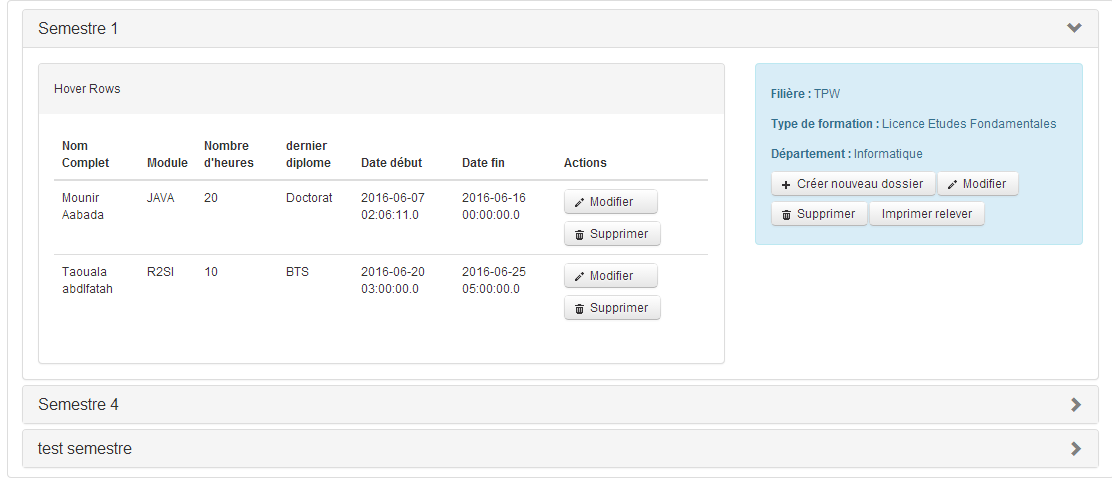 Semestre 1
Hover Rows
Nom Complet Module Nombre d'heures dernier diplome Date début Date fin Actions
Mounir Aabada JAVA 20 Doctorat 2016-06-07 02:06:11.0 2016-06-16 00:00:00.0 Modifier
Supprimer
Taouala abdlfatah R2SI 10 BTS 2016-06-20 03:00:00.0 2016-06-25 05:00:00.0 Modifier
Supprimer
Filière : TPW
Type de formation : Licence Etudes Fondamentales
Département : Informatique
Créer nouveau dossier Modifier
Supprimer Imprimer relever
Semestre 4
test semestre